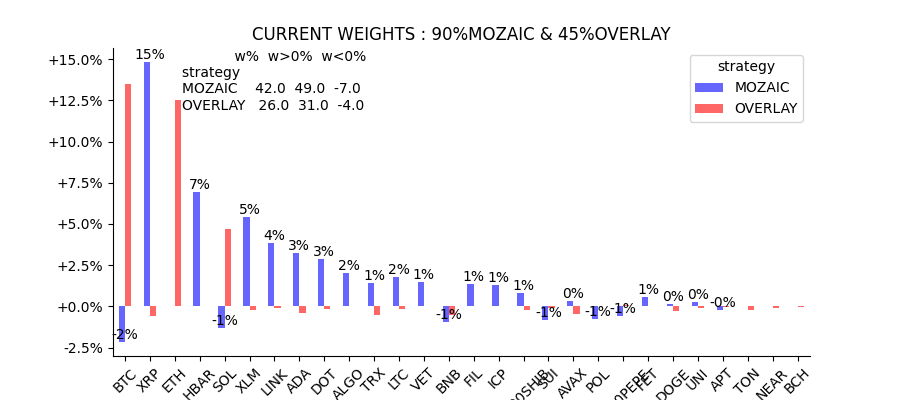 CURRENT WEIGHTS : 90%MOZAIC & 45%OVERLAY
+15.0%
+12.5%
+10.0%
+7.5%
+5.0%
+2.5%
+0.0%
-2.5%
w% w>0% w<0%
strategy
MOZAIC 42.0 49.0 -7.0
OVERLAY 26.0 31.0 -4.0
strategy
MOZAIC
OVERLAY
-2%
15%
7%
-1%
5%
4%
3%
3%
2%
1%
2%
1%
-1%
1%
1%
1%
-1%
0%
-1%
-1%
1%
0%
0%
-0%
BTC
XRP
ETH
HBAR
SOL
XLM
LINK
ADA
DOT
ALGO
TRX
LTC
VET
BNB
FIL
ICP
SUI
AVAX
POL
FET
DOGE
UNI
APT
TON
NEAR
BCH